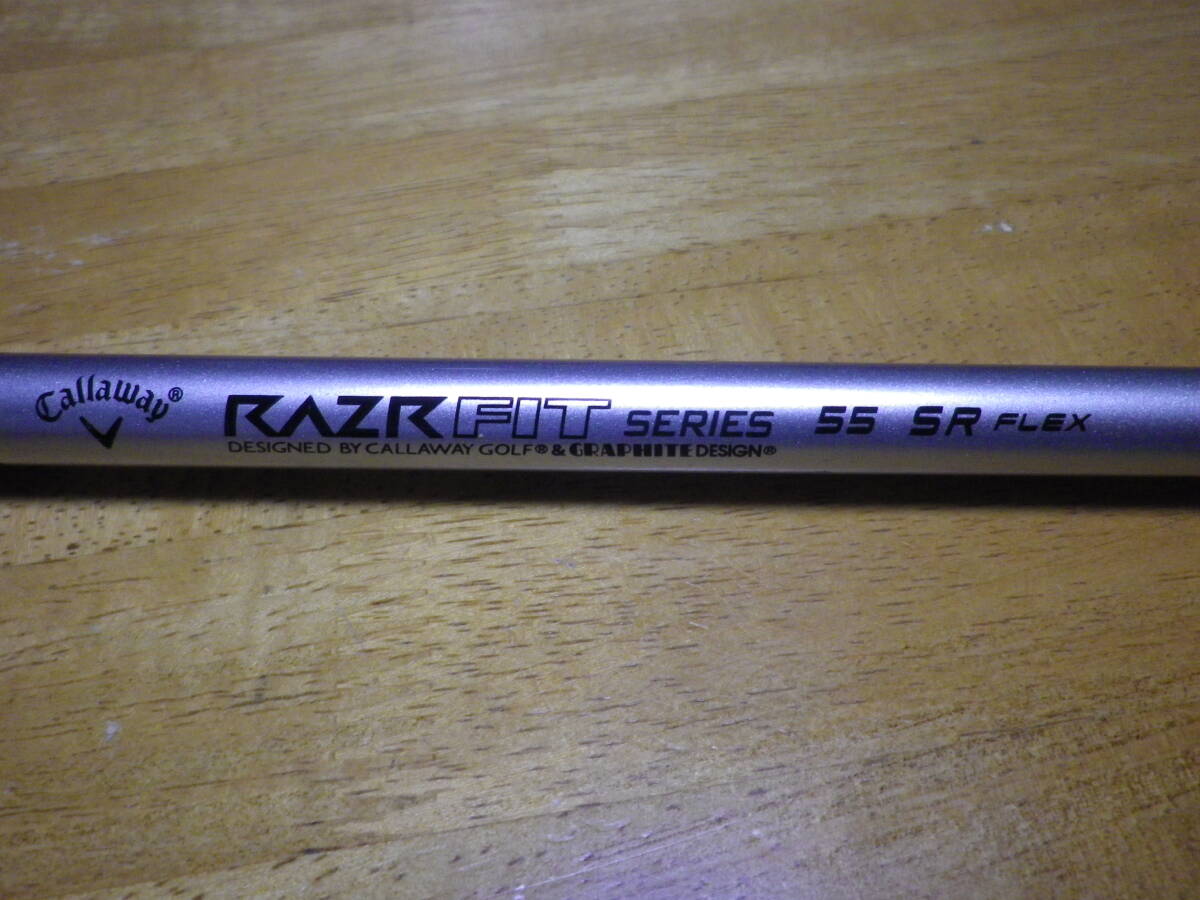 Callaway® RAZR FIT SERIES 55 SR FLEX
DESIGNED BY CALLAWAY GOLF® & GRAPHITE DESIGN®